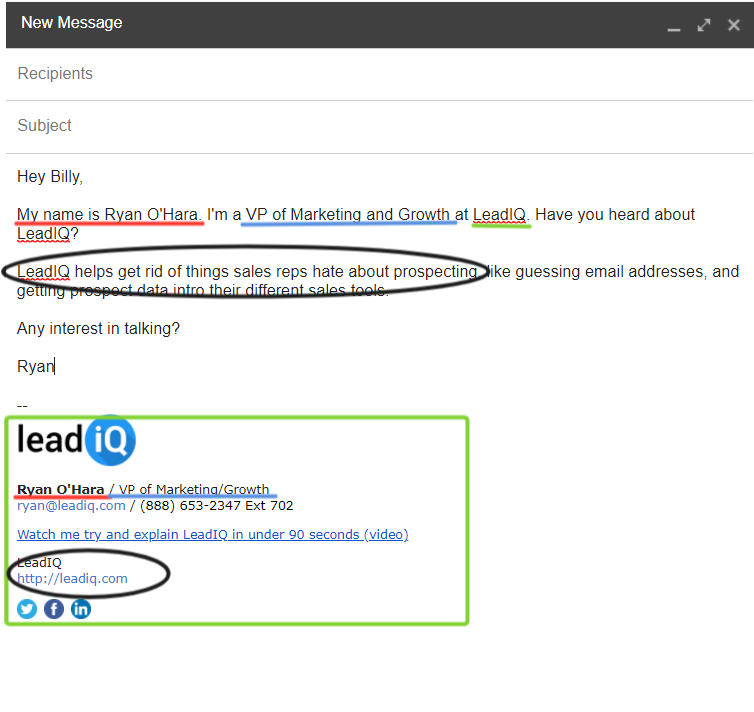 New Message
Recipients
Subject
Hey Billy,
My name is Ryan O'Hara. I'm a VP of Marketing and Growth at LeadIQ. Have you heard about
LeadIQ?
LeadIQ helps get rid of things sales reps hate about prospecting, like guessing email addresses, and
getting prospect data intro their different sales tools.
Any interest in talking?
Ryan
--
lead iQ
Ryan O'Hara / VP of Marketing/Growth
ryan@leadiq.com / (888) 653-2347 Ext 702
Watch me try and explain LeadIQ in under 90 seconds (video)
LeadIQ
http://leadiq.com